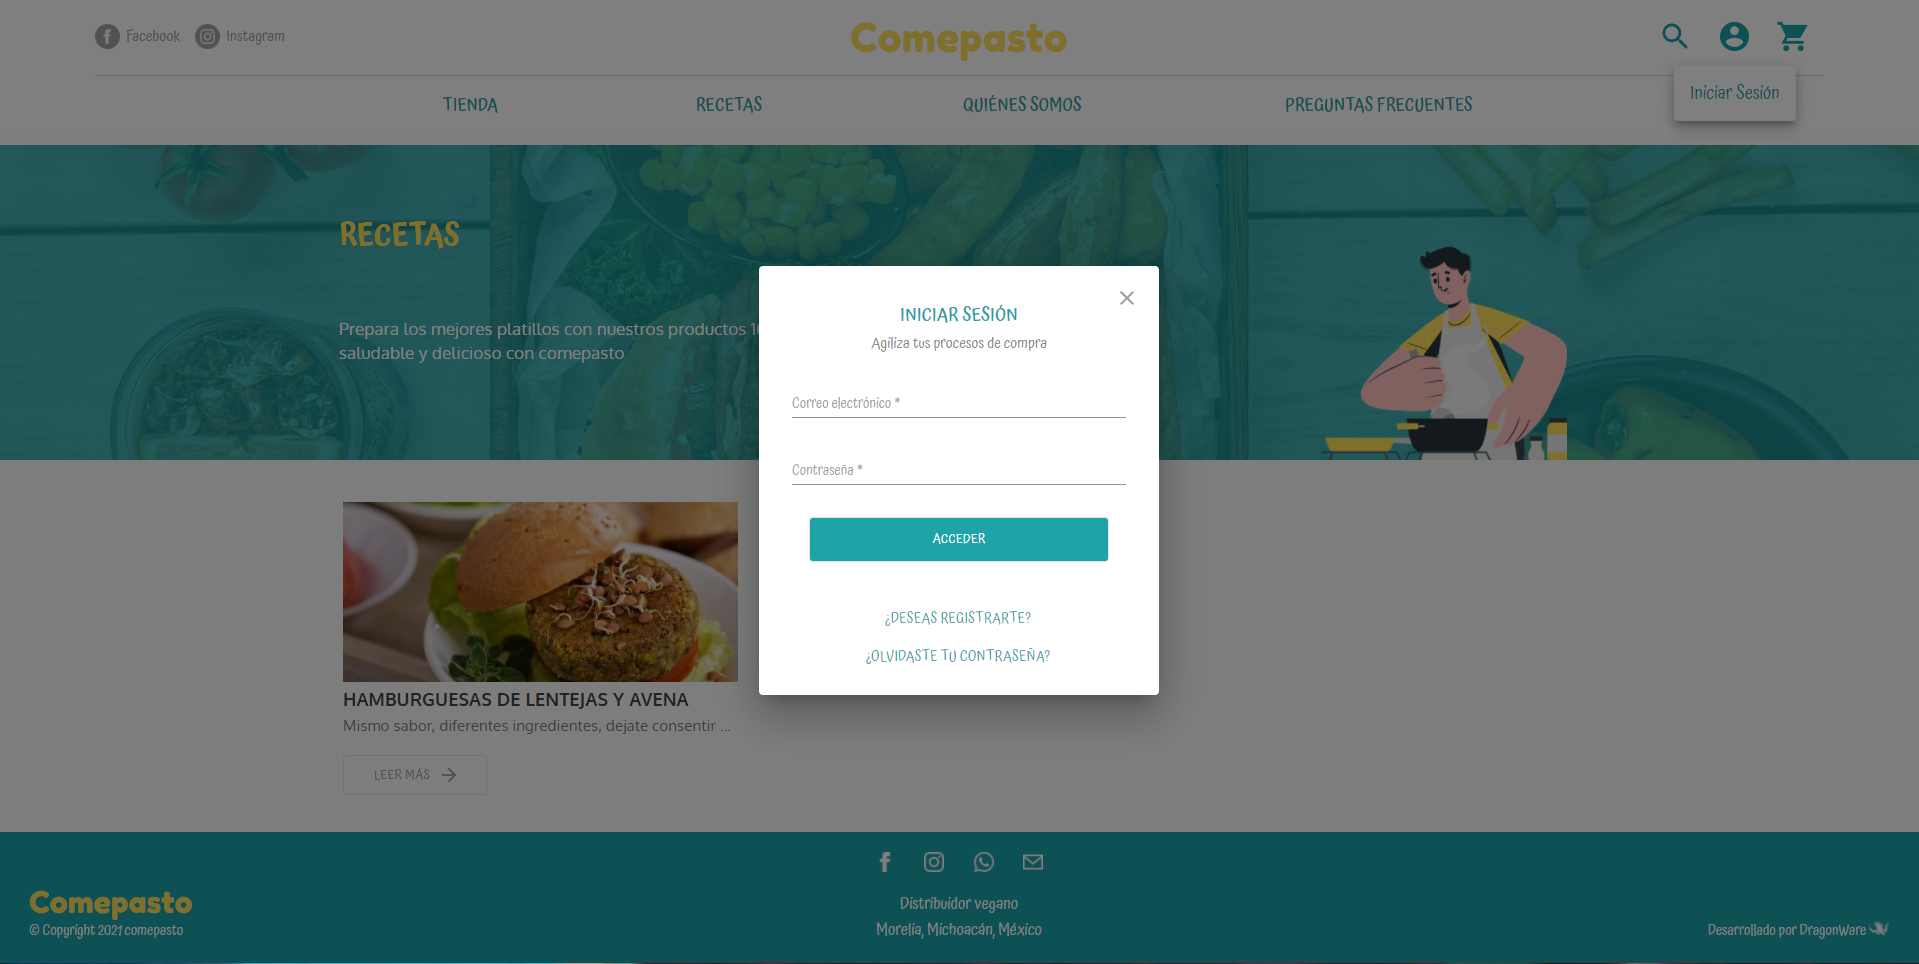 Facebook
Instagram
Comepasto
TIENDA
RECETAS
QUIÉNES SOMOS
PREGUNTAS FRECUENTES
Iniciar Sesión
RECETAS
Prepara los mejores platillos con nuestros productos
saludable y delicioso con comepasto
INICIAR SESIÓN
Agiliza tus procesos de compra
Correo electrónico *
Contraseña *
ACCEDER
¿DESEAS REGISTRARTE?
¿OLVIDASTE TU CONTRASEÑA?
HAMBURGUESAS DE LENTEJAS Y AVENA
Mismo sabor, diferentes ingredientes, dejate consentir ...
LEER MÁS
Comepasto
© Copyright 2021 comepasto
Distribuidor vegano
Morelia, Michoacán, México
Desarrollado por DragonWare